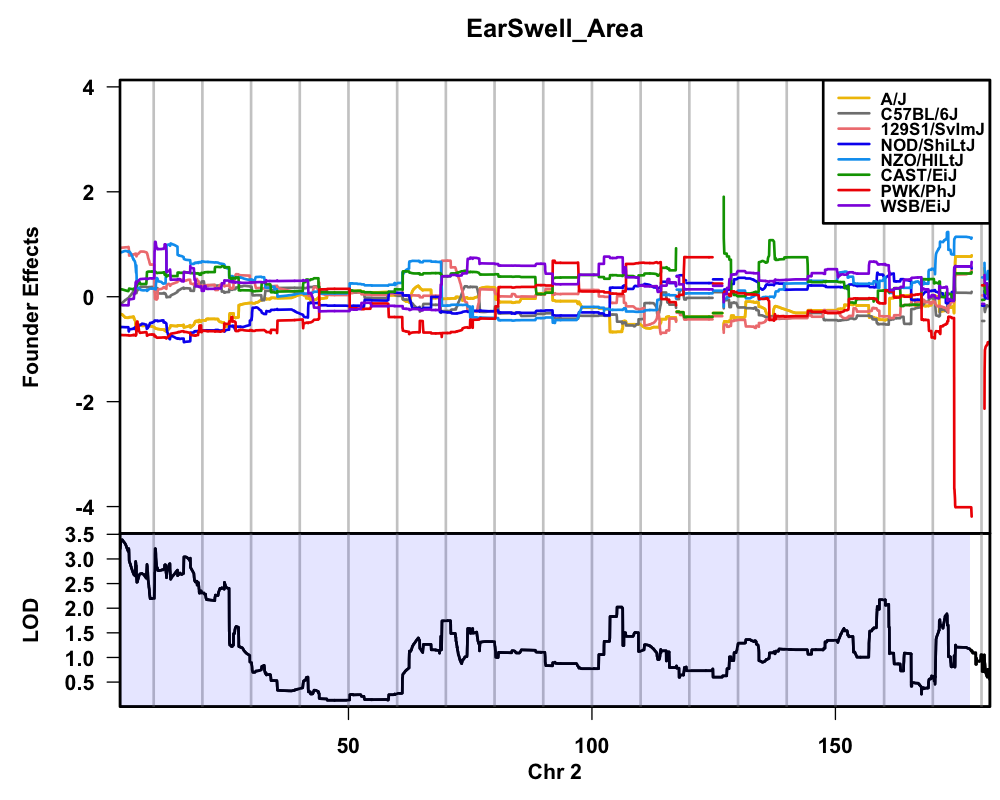 EarSwell_Area
Founder Effects
4
2
0
-2
-4
A/J
C57BL/6J
129S1/SvImJ
NOD/ShiLtJ
NZO/HlLtJ
CAST/EiJ
PWK/PhJ
WSB/EiJ
LOD
3.5
3.0
2.5
2.0
1.5
1.0
0.5
50 100 150
Chr 2